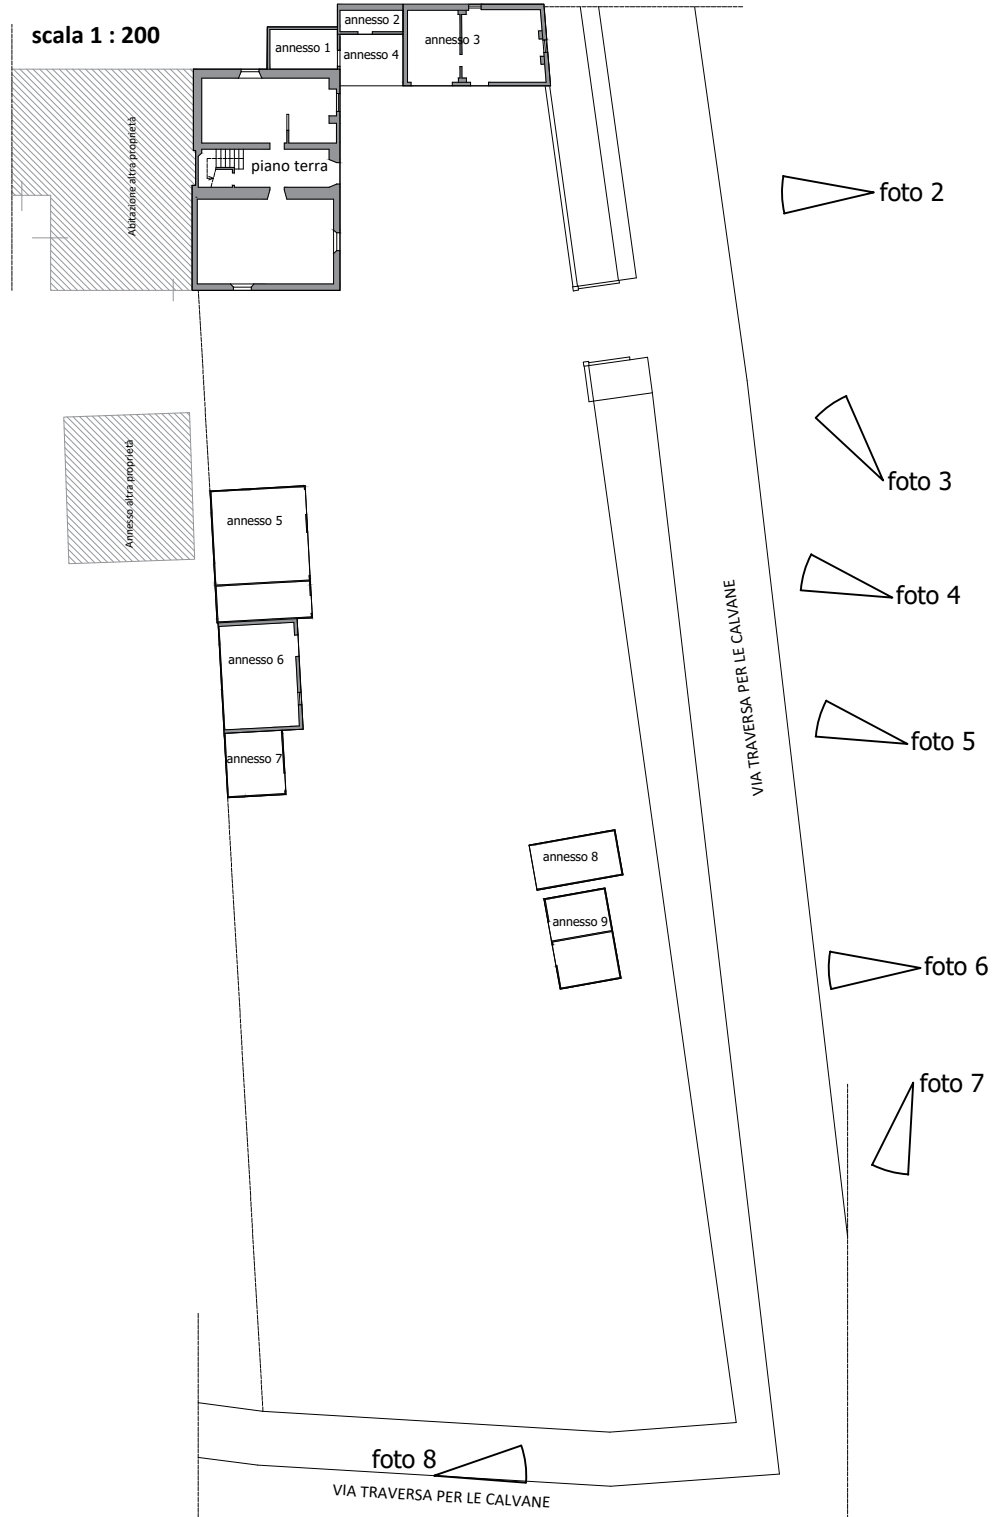 scala 1 : 200
annesso 2
annesso 1
annesso 4
annesso 3
Abitazione altra proprietà
piano terra
foto 2
foto 3
Annesso altra proprietà
annesso 5
foto 4
annesso 6
VIA TRAVERSA PER LE CALVANE
foto 5
annesso 7
annesso 8
annesso 9
foto 6
foto 7
foto 8
VIA TRAVERSA PER LE CALVANE